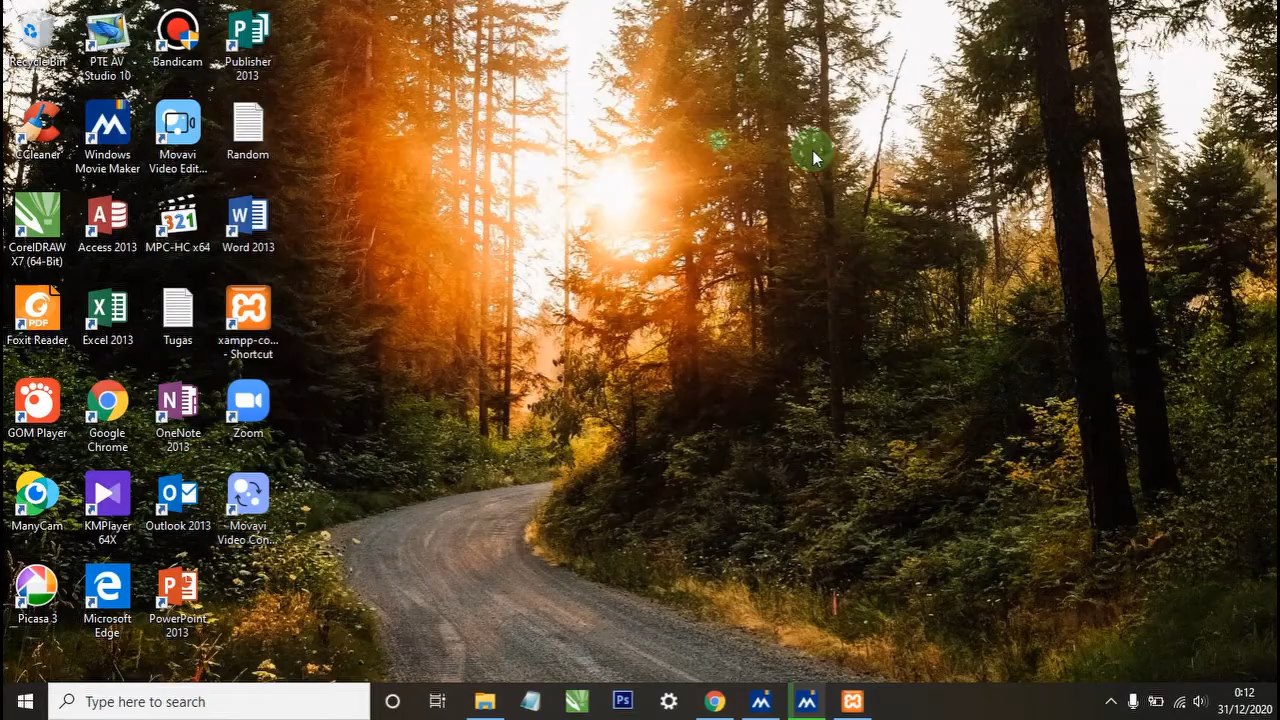 Recycle Bin
PTE AV
Studio 10
Bandicam
Publisher
2013
CCleaner
Windows
Movie Maker
Movavi
Video Edit...
Random
CorelDRAW
X7 (64-Bit)
Access 2013
321
MPC-HC x64
Word 2013
PDF
Foxit Reader
Excel 2013
Tugas
xampp-co...
- Shortcut
GOM Player
Google
Chrome
OneNote
2013
Zoom
ManyCam
KMPlayer
64X
Outlook 2013
Movavi
Video Con...
Picasa 3
Microsoft
Edge
PowerPoint
2013
Type here to search
Ps
0:12
31/12/2020